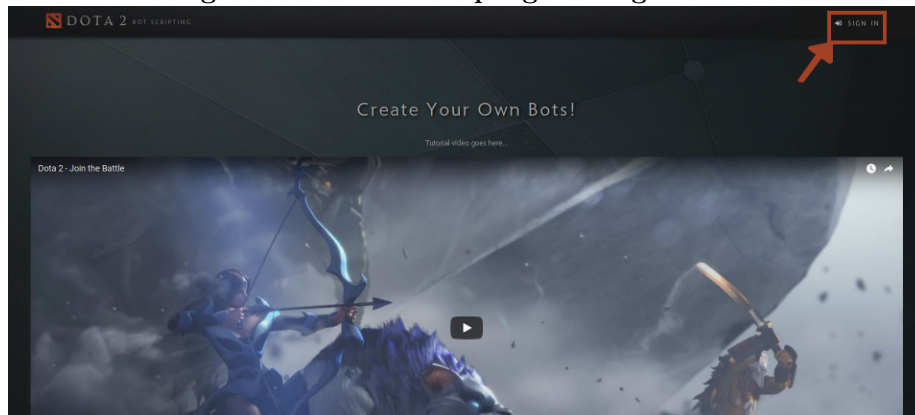 DOTA 2 BOT SCRIPTING
SIGN IN
Create Your Own Bots!
Tutorial video goes here...
Dota 2 - Join the Battle